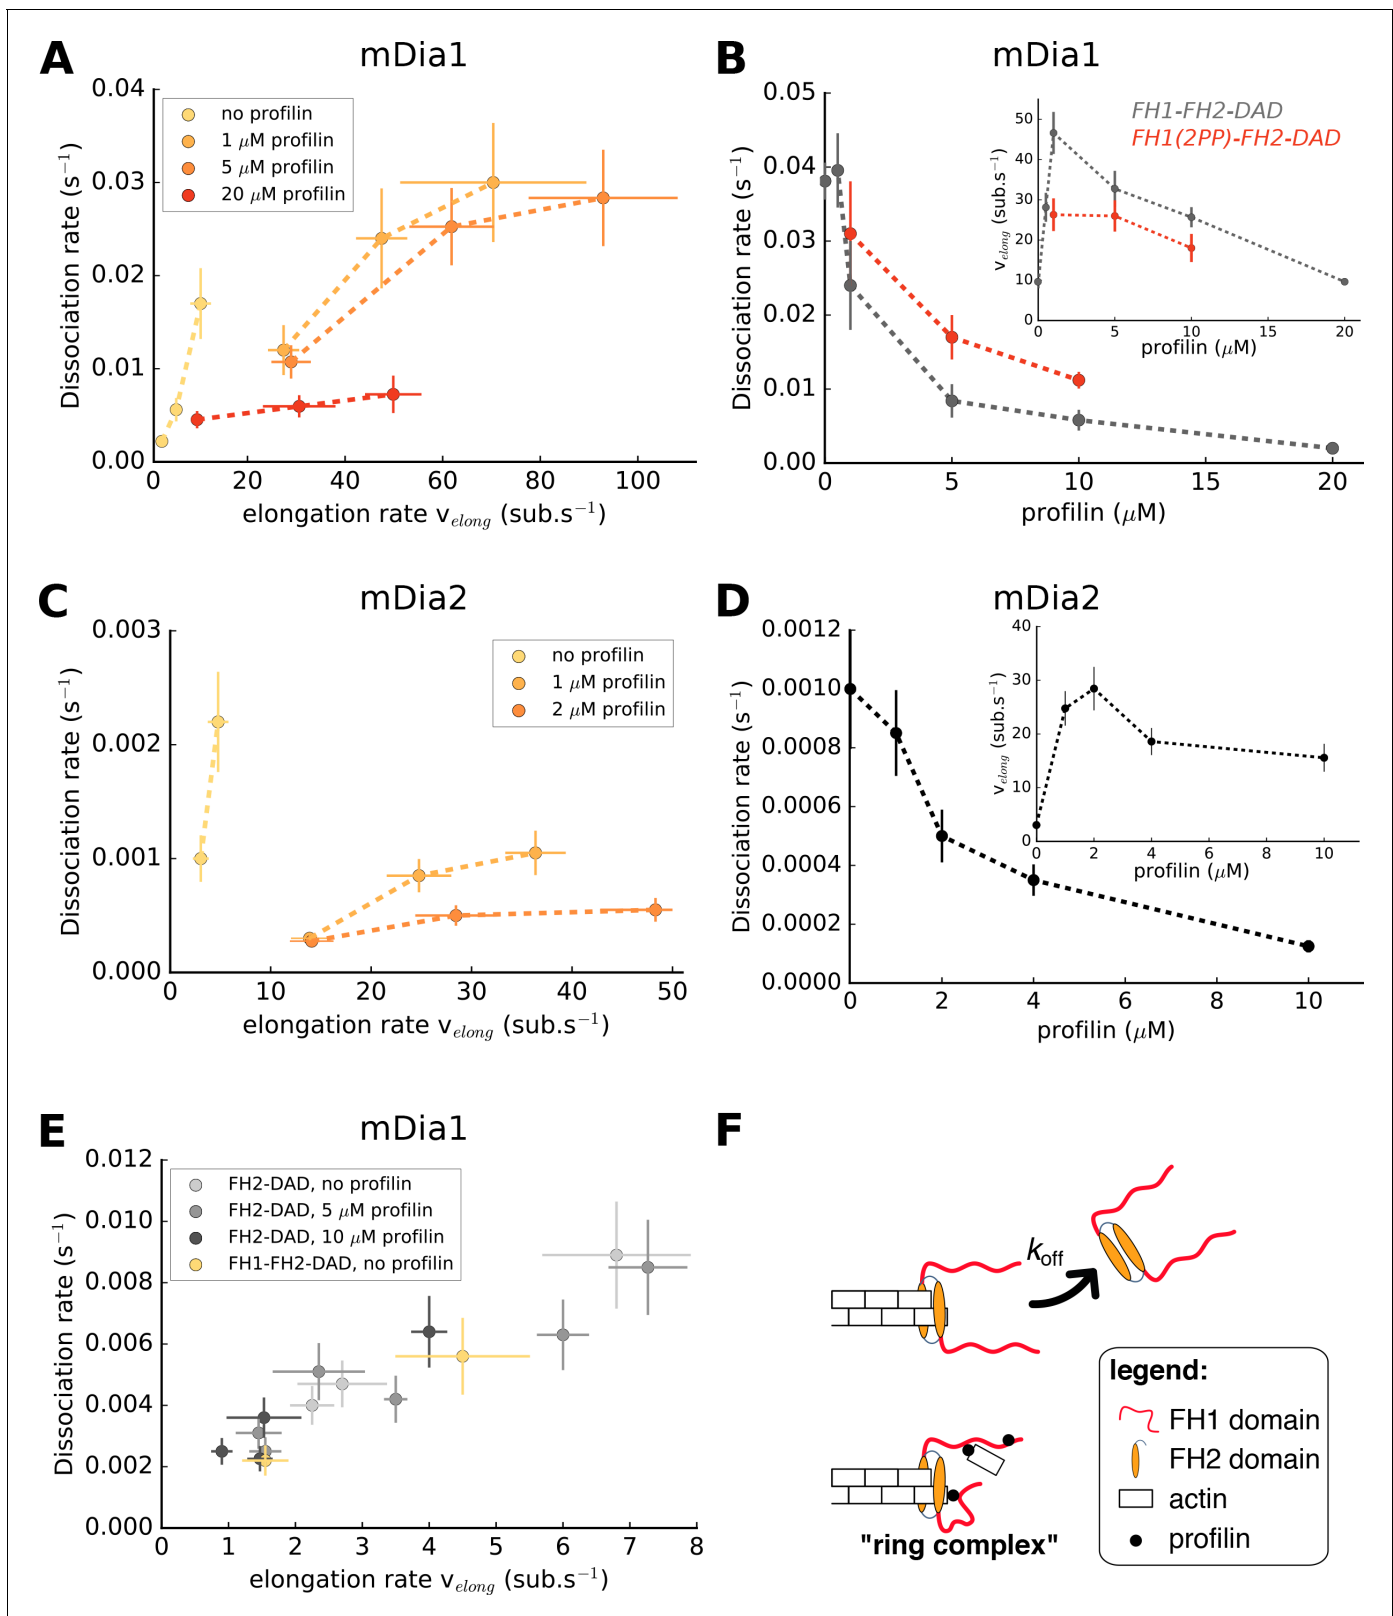 A
mDia1
0.04
0.03
0.02
0.01
0.00
Dissociation rate (s⁻¹)
no profilin
1 μM profilin
5 μM profilin
20 μM profilin
0 20 40 60 80 100
elongation rate v_elong (sub.s⁻¹)
B
mDia1
0.05
0.04
0.03
0.02
0.01
0.00
Dissociation rate (s⁻¹)
FH1-FH2-DAD
FH1(2PP)-FH2-DAD
50
40
30
20
10
0
v_elong (sub.s⁻¹)
0 5 10 15 20
profilin (μM)
0 5 10 15 20
profilin (μM)
C
mDia2
0.003
0.002
0.001
0.000
Dissociation rate (s⁻¹)
no profilin
1 μM profilin
2 μM profilin
0 10 20 30 40 50
elongation rate v_elong (sub.s⁻¹)
D
mDia2
0.0012
0.0010
0.0008
0.0006
0.0004
0.0002
0.0000
Dissociation rate (s⁻¹)
40
30
20
10
0
v_elong (sub.s⁻¹)
0 2 4 6 8 10
profilin (μM)
0 2 4 6 8 10
profilin (μM)
E
mDia1
0.012
0.010
0.008
0.006
0.004
0.002
0.000
Dissociation rate (s⁻¹)
FH2-DAD, no profilin
FH2-DAD, 5 μM profilin
FH2-DAD, 10 μM profilin
FH1-FH2-DAD, no profilin
0 1 2 3 4 5 6 7 8
elongation rate v_elong (sub.s⁻¹)
F
k_off
"ring complex"
legend:
FH1 domain
FH2 domain
actin
profilin